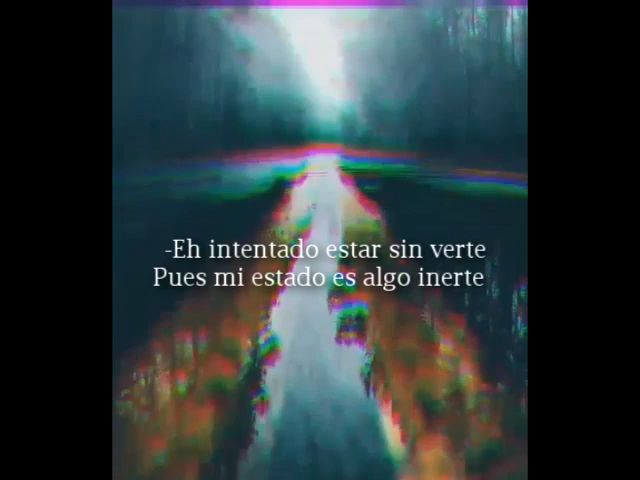 -Eh intentado estar sin verte
Pues mi estado es algo inerte